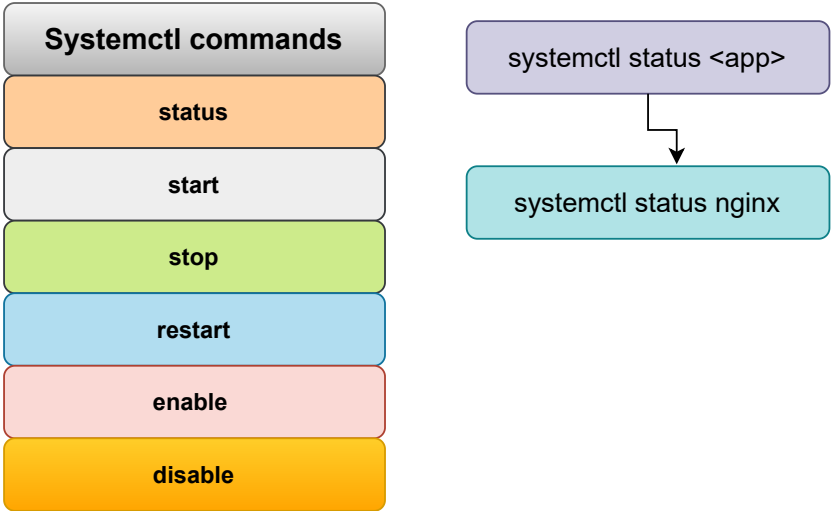 Systemctl commands
status
start
stop
restart
enable
disable
systemctl status <app>
systemctl status nginx